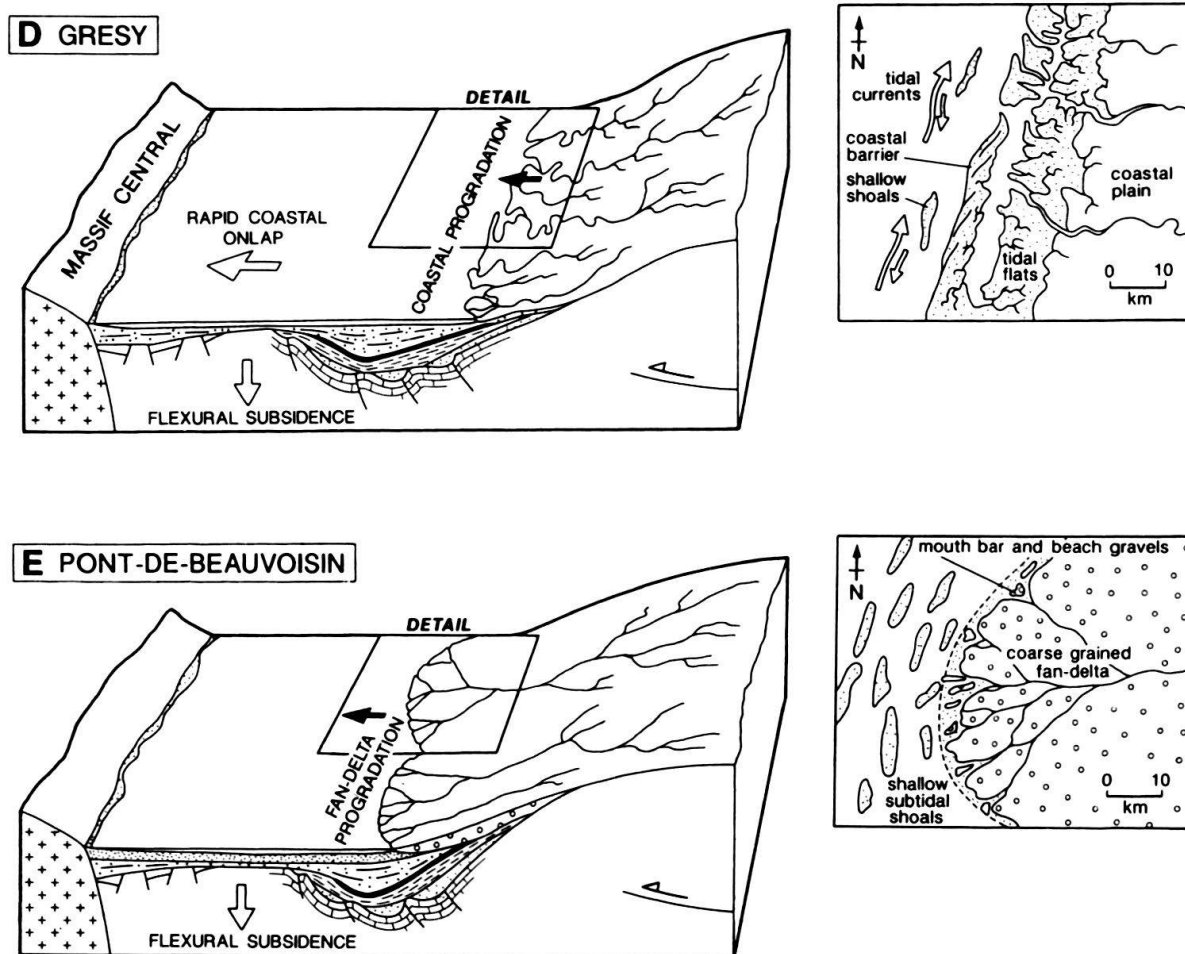 D GRESY
DETAIL
MASSIF CENTRAL
RAPID COASTAL
ONLAP
COASTAL PROGRADATION
FLEXURAL SUBSIDENCE
N
tidal
currents
coastal
barrier
shallow
shoals
coastal
plain
tidal
flats
0 10
km
E PONT-DE-BEAUVOISIN
DETAIL
FAN-DELTA
PROGRADATION
FLEXURAL SUBSIDENCE
mouth bar and beach gravels
N
coarse grained
fan-delta
shallow
subtidal
shoals
0 10
km